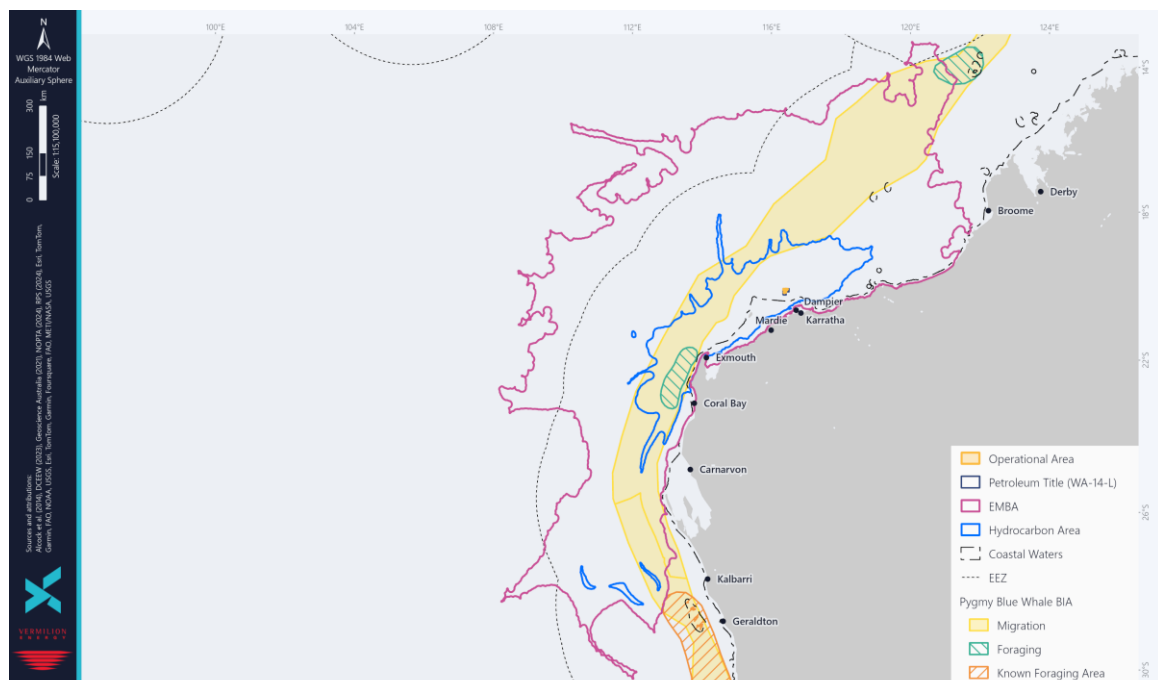 N
WGS 1984 Web
Mercator
Auxiliary Sphere
0 75 150 300
km
Scale: 1:15,100,000
Sources and attributions:
Alcock et al. (2014), DCEEW (2023), Geoscience Australia (2021), NOPTA (2024), RPS (2024), Esri, TomTom,
Garmin, FAO, NOAA, USGS, Esri, TomTom, Garmin, Foursquare, FAO, METI/NASA, USGS
VERMILION
ENERGY
100°E
104°E
108°E
112°E
116°E
120°E
124°E
14°S
18°S
22°S
26°S
30°S
Derby
Broome
Dampier
Mardie
Karratha
Exmouth
Coral Bay
Carnarvon
Kalbarri
Geraldton
Operational Area
Petroleum Title (WA-14-L)
EMBA
Hydrocarbon Area
Coastal Waters
EEZ
Pygmy Blue Whale BIA
Migration
Foraging
Known Foraging Area